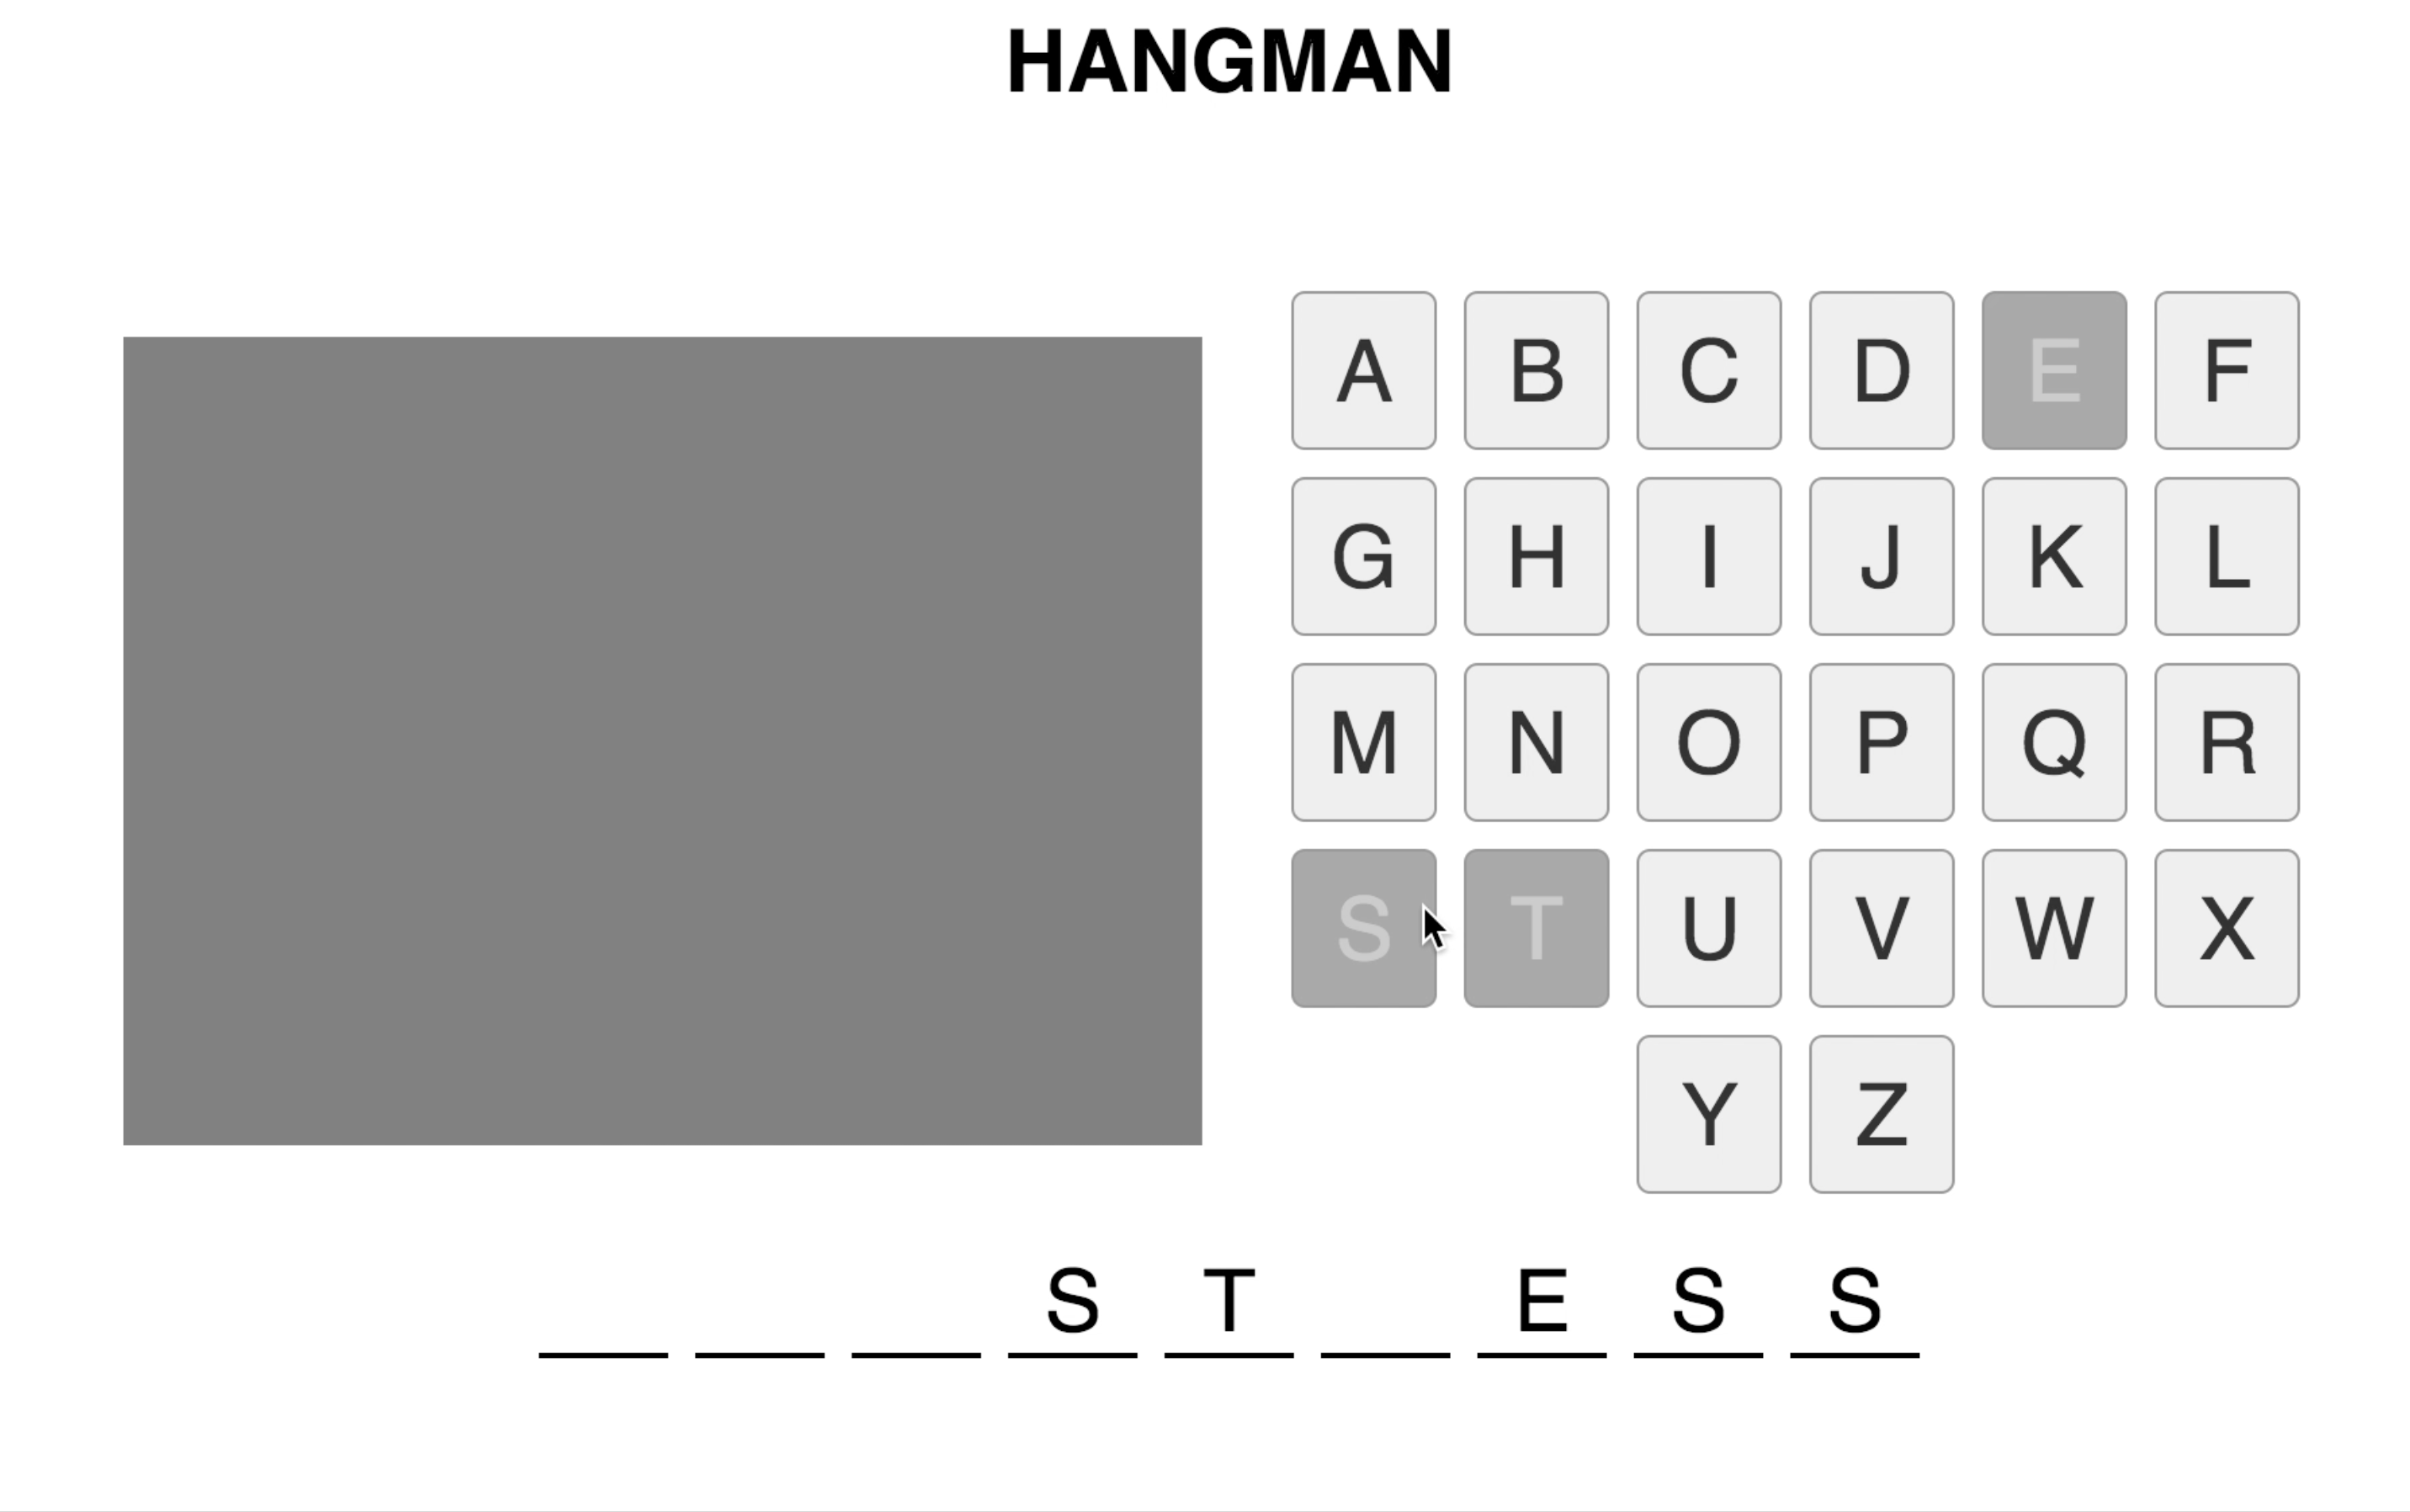 HANGMAN
A B C D E F
G H I J K L
M N O P Q R
S T U V W X
Y Z
_ _ _ S T _ E S S